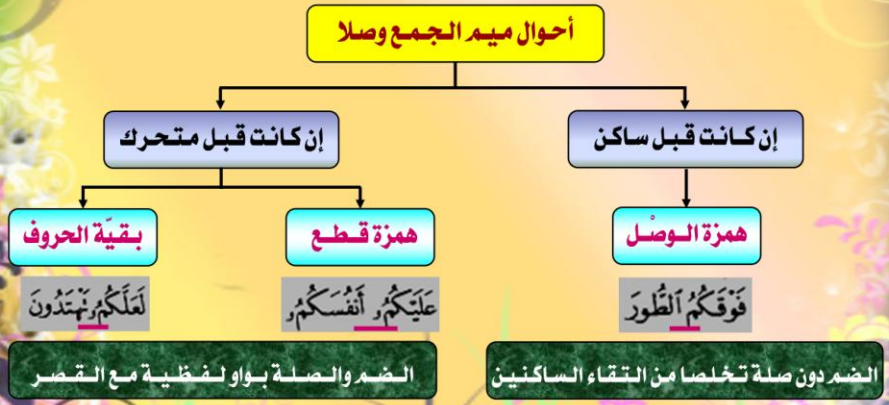 أحوال ميم الجمع وصلا
إن كانت قبل ساكن
إن كانت قبل متحرك
همزة الوصْل
همزة قطع
بقيّة الحروف
فَوْقَكُمُ ٱلطُّورَ
عَلَيْكُمُۥ أَنفُسَكُمُۥ
لَعَلَّكُمُۥ تَهْتَدُونَ
الضم دون صلة تخلصا من التقاء الساكنين
الضم والصلة بواو لفظية مع القصر